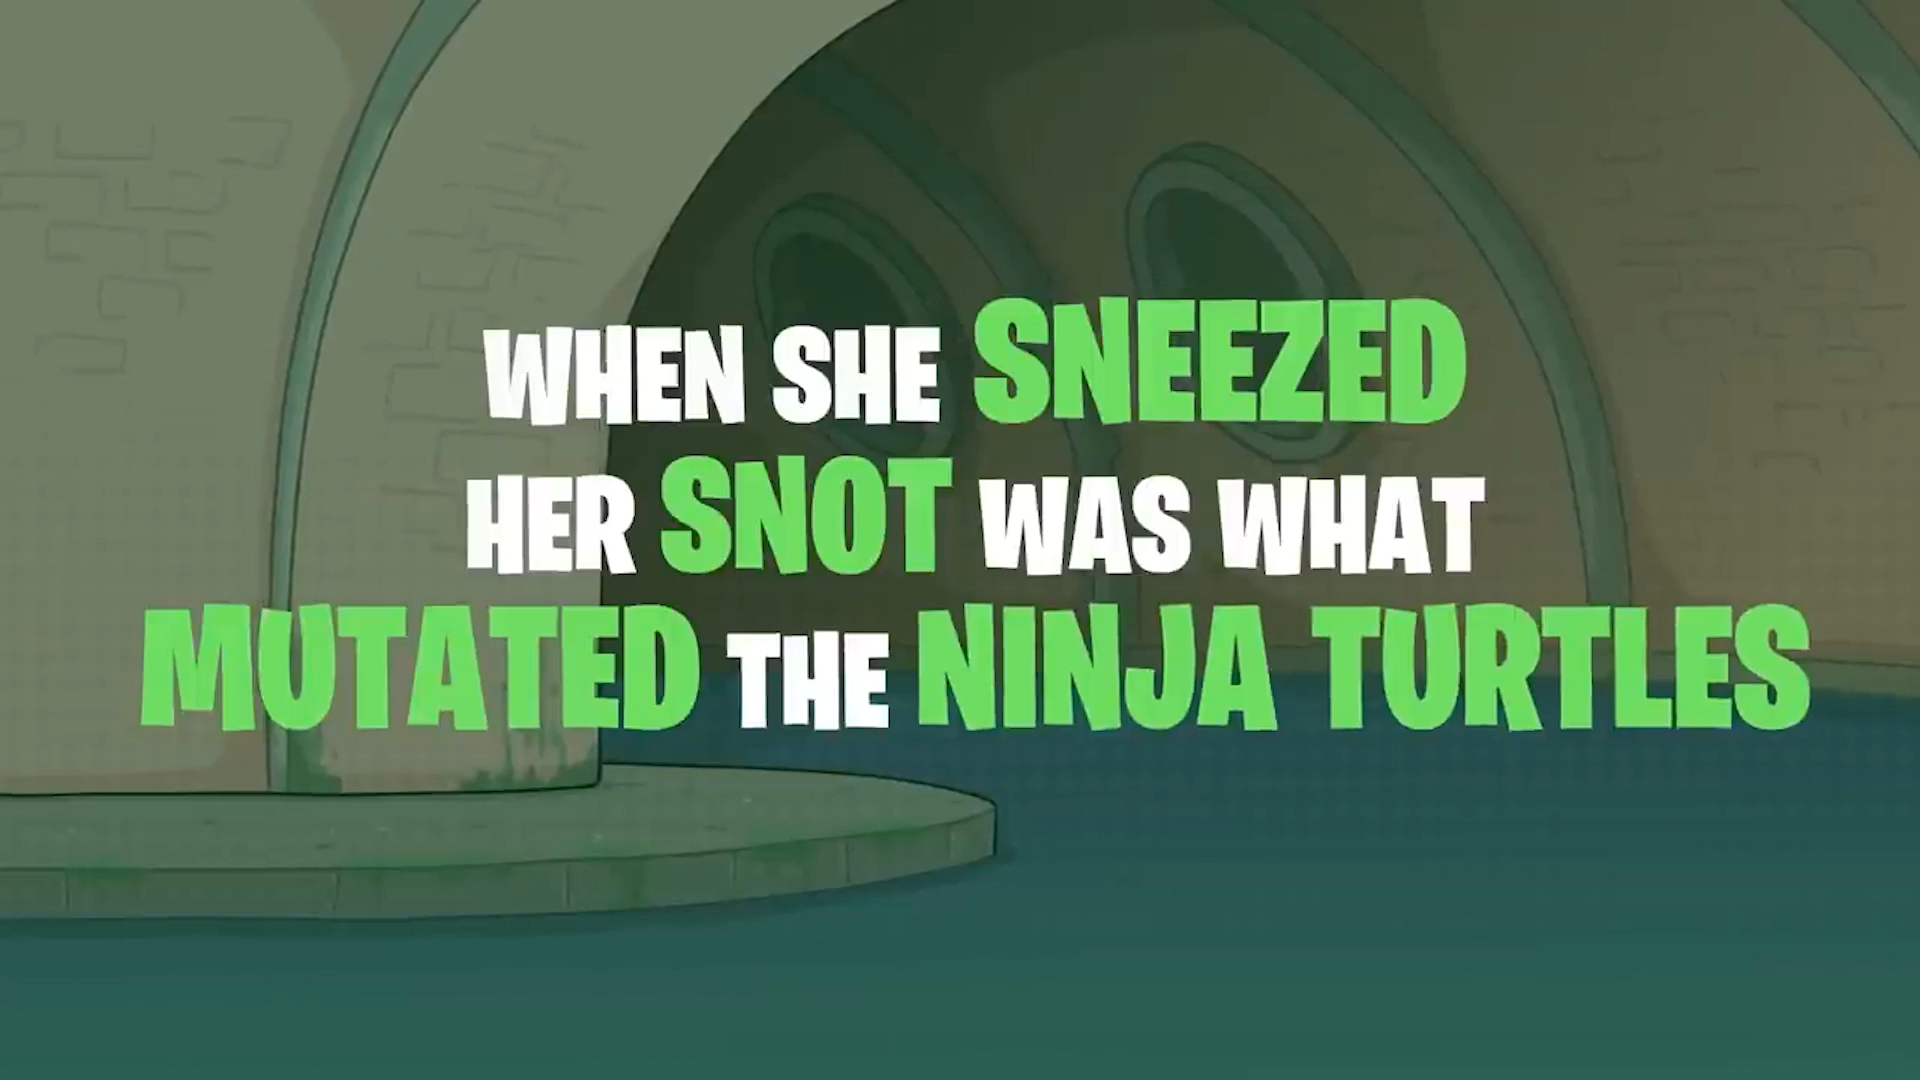 WHEN SHE SNEEZED
HER SNOT WAS WHAT
MUTATED THE NINJA TURTLES